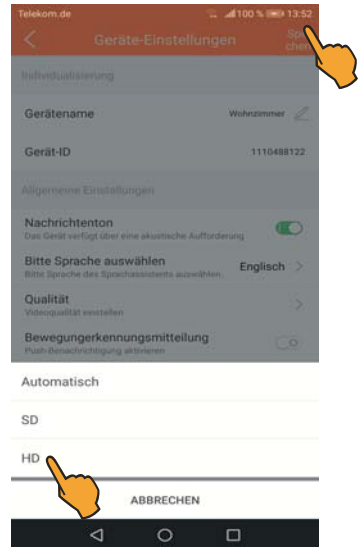 Telekom.de 100 % 13:52
Geräte-Einstellungen
Individualisierung
Gerätename Wohnzimmer
Gerät-ID 1110488122
Allgemeine Einstellungen
Nachrichtenton
Das Gerät verfügt über eine akustische Aufforderung
Bitte Sprache auswählen Englisch
Bitte Sprache des Sprachassistents auswählen.
Qualität
Videoqualität einstellen
Bewegungerkennungsmitteilung
Push-Benachrichtigung aktivieren
Automatisch
SD
HD
ABBRECHEN